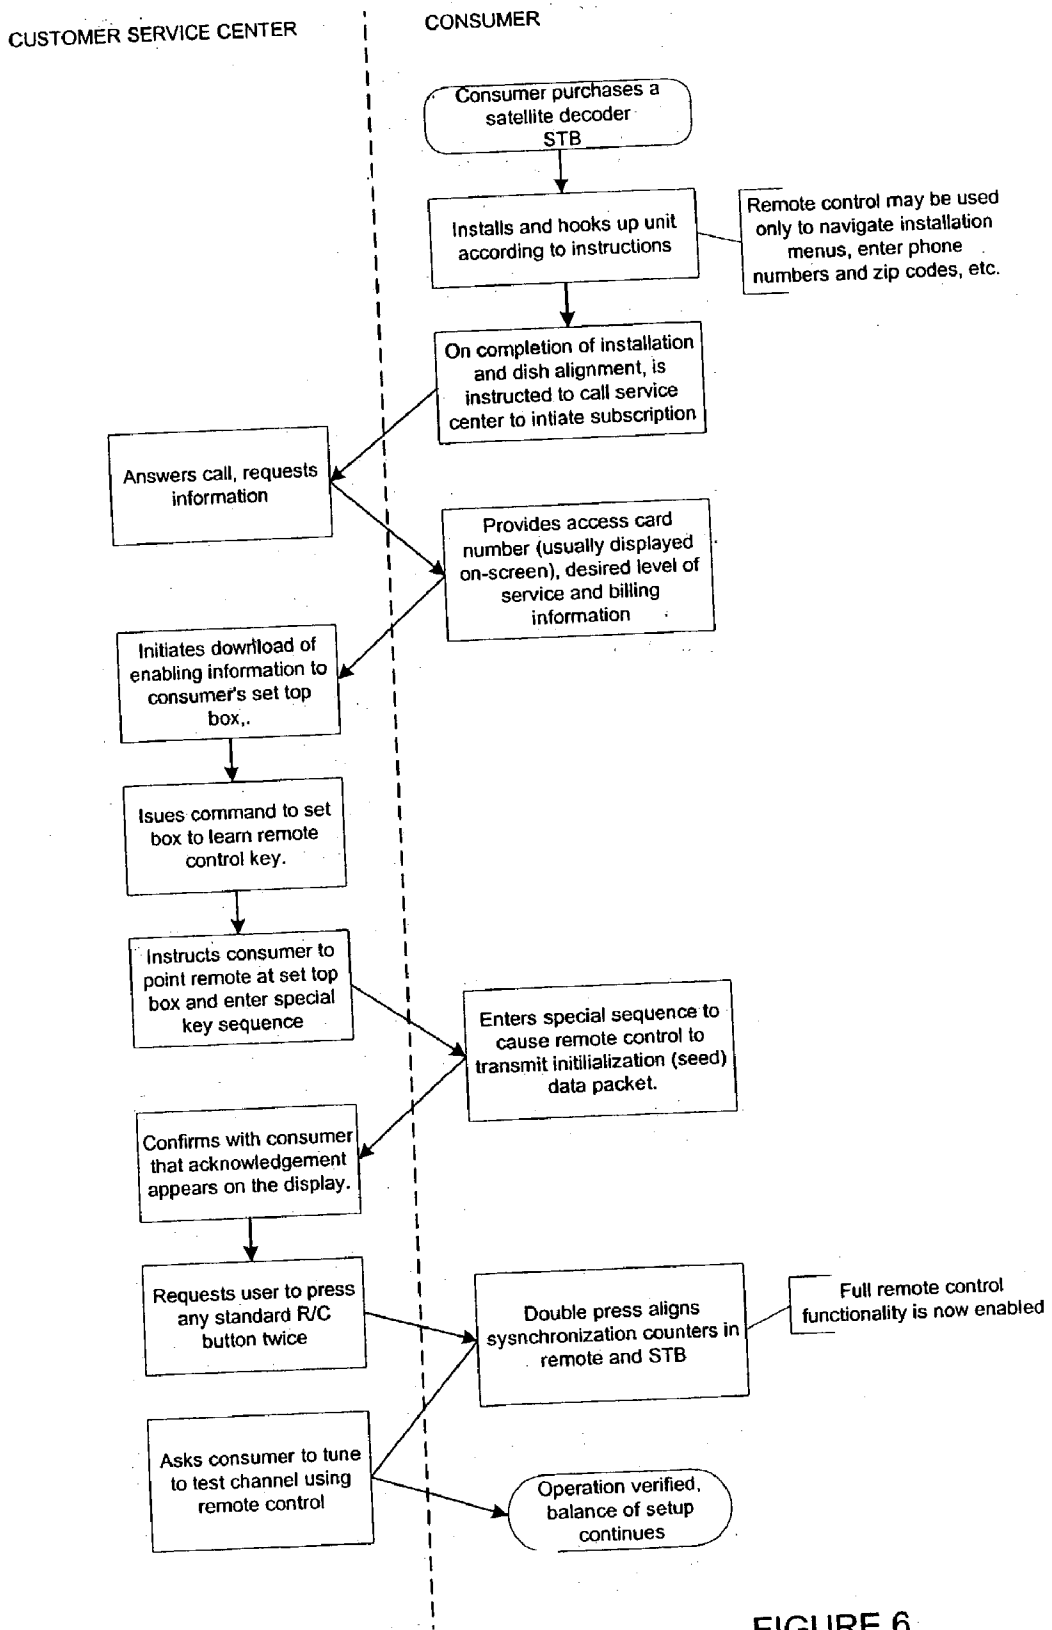 CUSTOMER SERVICE CENTER
CONSUMER
Consumer purchases a
satellite decoder
STB
Installs and hooks up unit
according to instructions
Remote control may be used
only to navigate installation
menus, enter phone
numbers and zip codes, etc.
On completion of installation
and dish alignment, is
instructed to call service
center to intiate subscription
Answers call, requests
information
Provides access card
number (usually displayed
on-screen), desired level of
service and billing
information
Initiates download of
enabling information to
consumer's set top
box,.
Isues command to set
box to learn remote
control key.
Instructs consumer to
point remote at set top
box and enter special
key sequence
Enters special sequence to
cause remote control to
transmit initilialization (seed)
data packet.
Confirms with consumer
that acknowledgement
appears on the display.
Requests user to press
any standard R/C
button twice
Double press aligns
sysnchronization counters in
remote and STB
Full remote control
functionality is now enabled
Asks consumer to tune
to test channel using
remote control
Operation verified,
balance of setup
continues
FIGURE 6